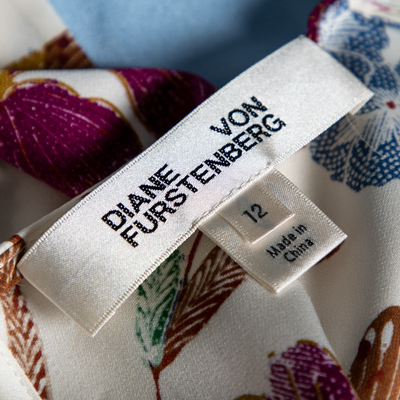 DIANE VON
FURSTENBERG
12
Made in
China